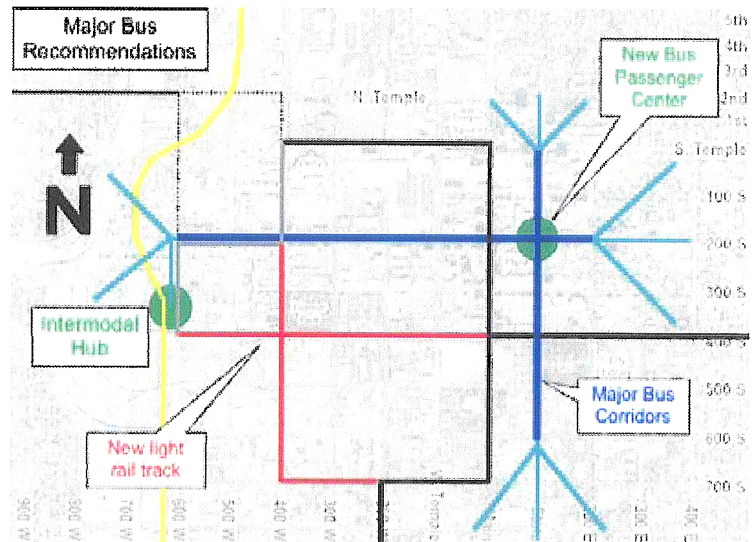 Major Bus
Recommendations
New Bus
Passenger
Center
5th
4th
3rd
2nd
1st
N. Temple
S. Temple
N
100 S
200 S
300 S
400 S
500 S
600 S
700 S
Intermodal
Hub
New light
rail track
Major Bus
Corridors
900 W
800 W
700 W
600 W
500 W
400 W
300 W
300 E
400 E